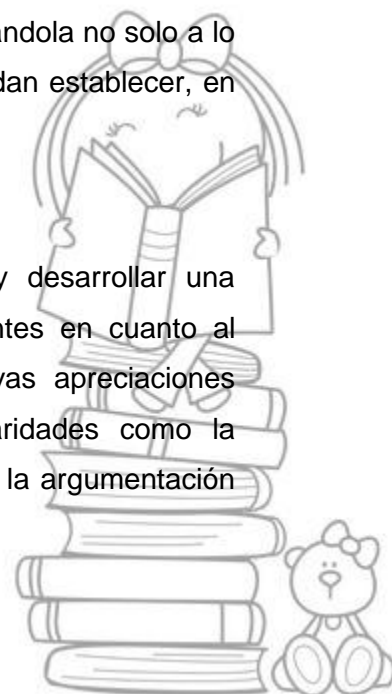 ándola no solo a lo
dan establecer, en
y desarrollar una
ntes en cuanto al
vas apreciaciones
aridades como la
la argumentación